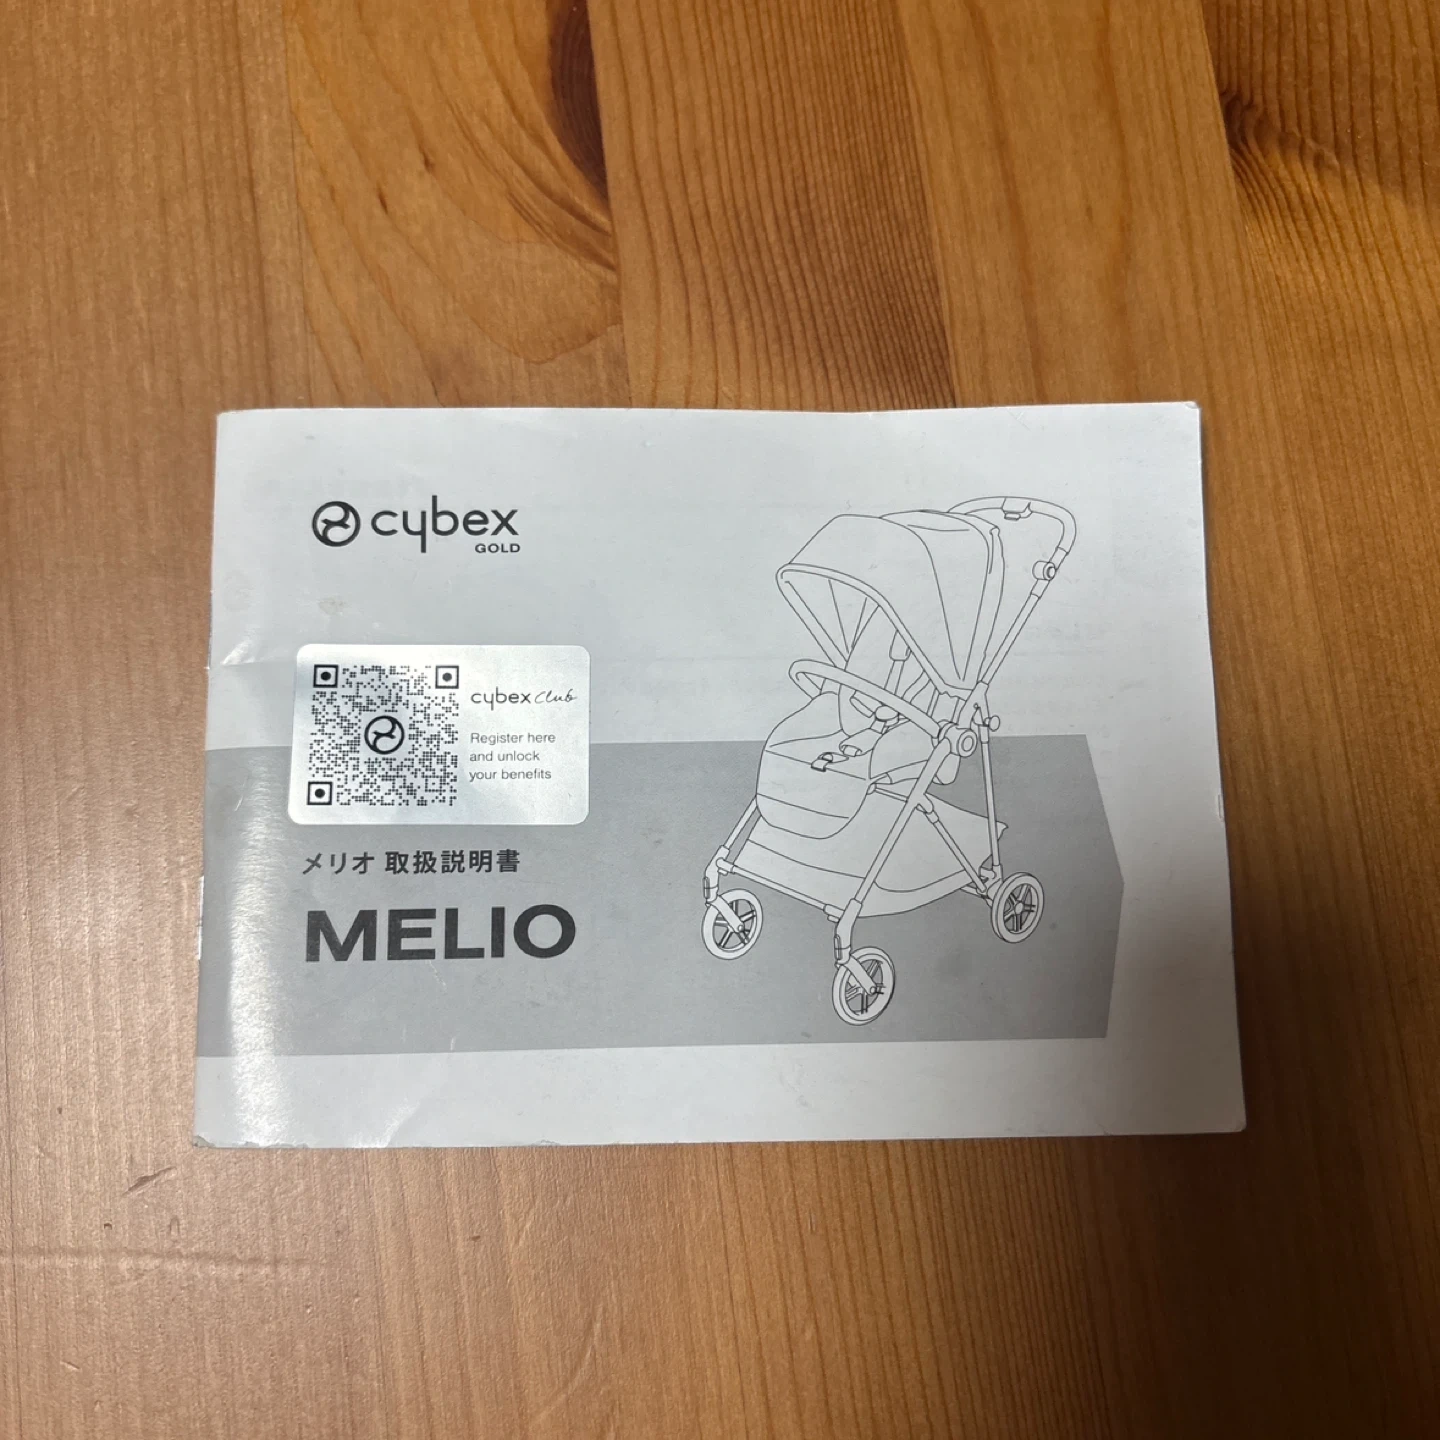 cybex
GOLD
cybex Club
Register here
and unlock
your benefits
メリオ 取扱説明書
MELIO